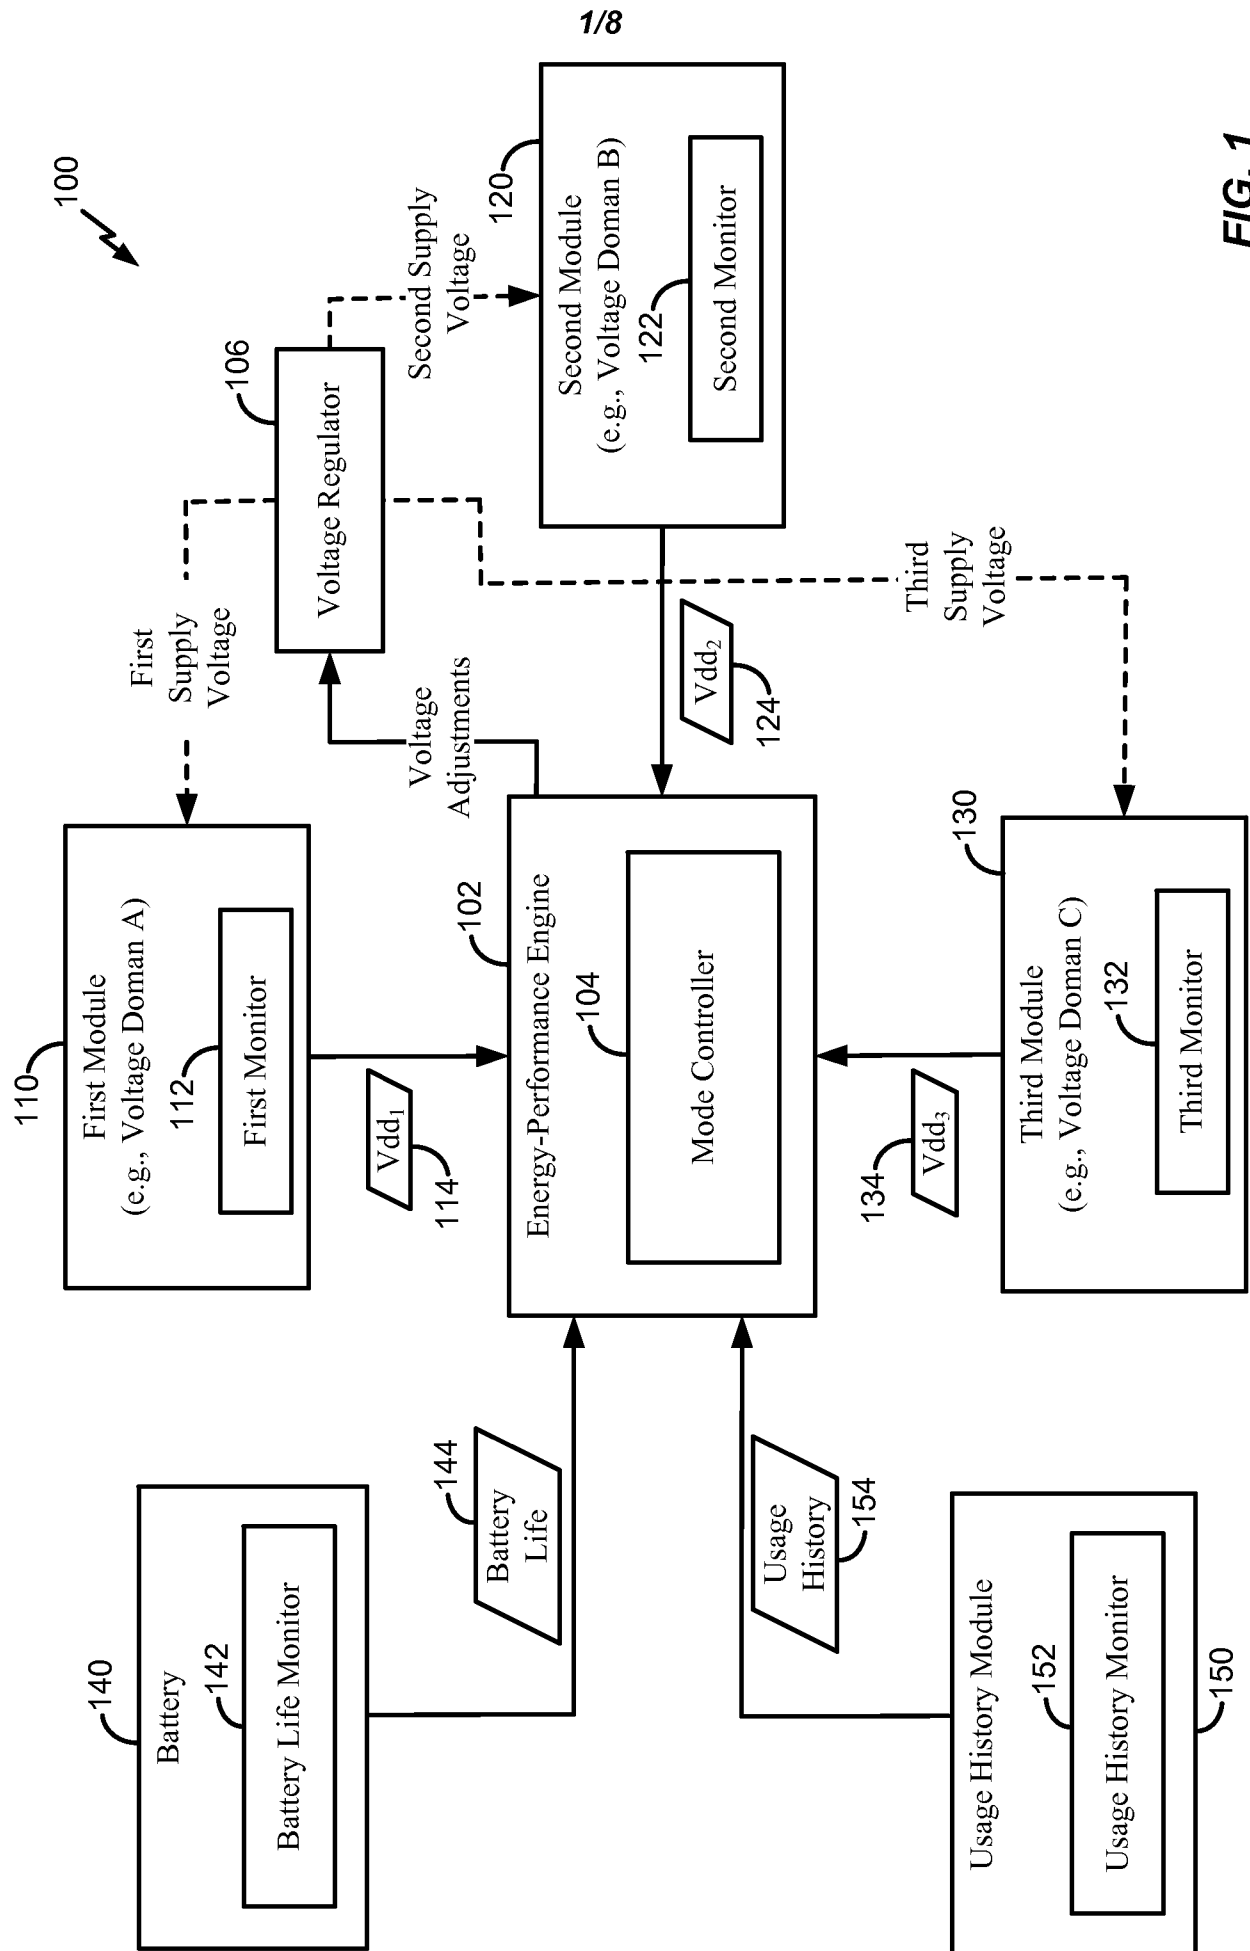 1/8
100
140
Battery
142
Battery Life Monitor
144
Battery
Life
110
First Module
(e.g., Voltage Doman A)
112
First Monitor
Vdd₁
114
First
Supply
Voltage
106
Voltage Regulator
Voltage
Adjustments
Second Supply
Voltage
120
Second Module
(e.g., Voltage Doman B)
122
Second Monitor
Vdd₂
124
102
Energy-Performance Engine
104
Mode Controller
Third
Supply
Voltage
130
Third Module
(e.g., Voltage Doman C)
132
Third Monitor
134
Vdd₃
Usage
History
154
Usage History Module
152
Usage History Monitor
150
FIG. 1